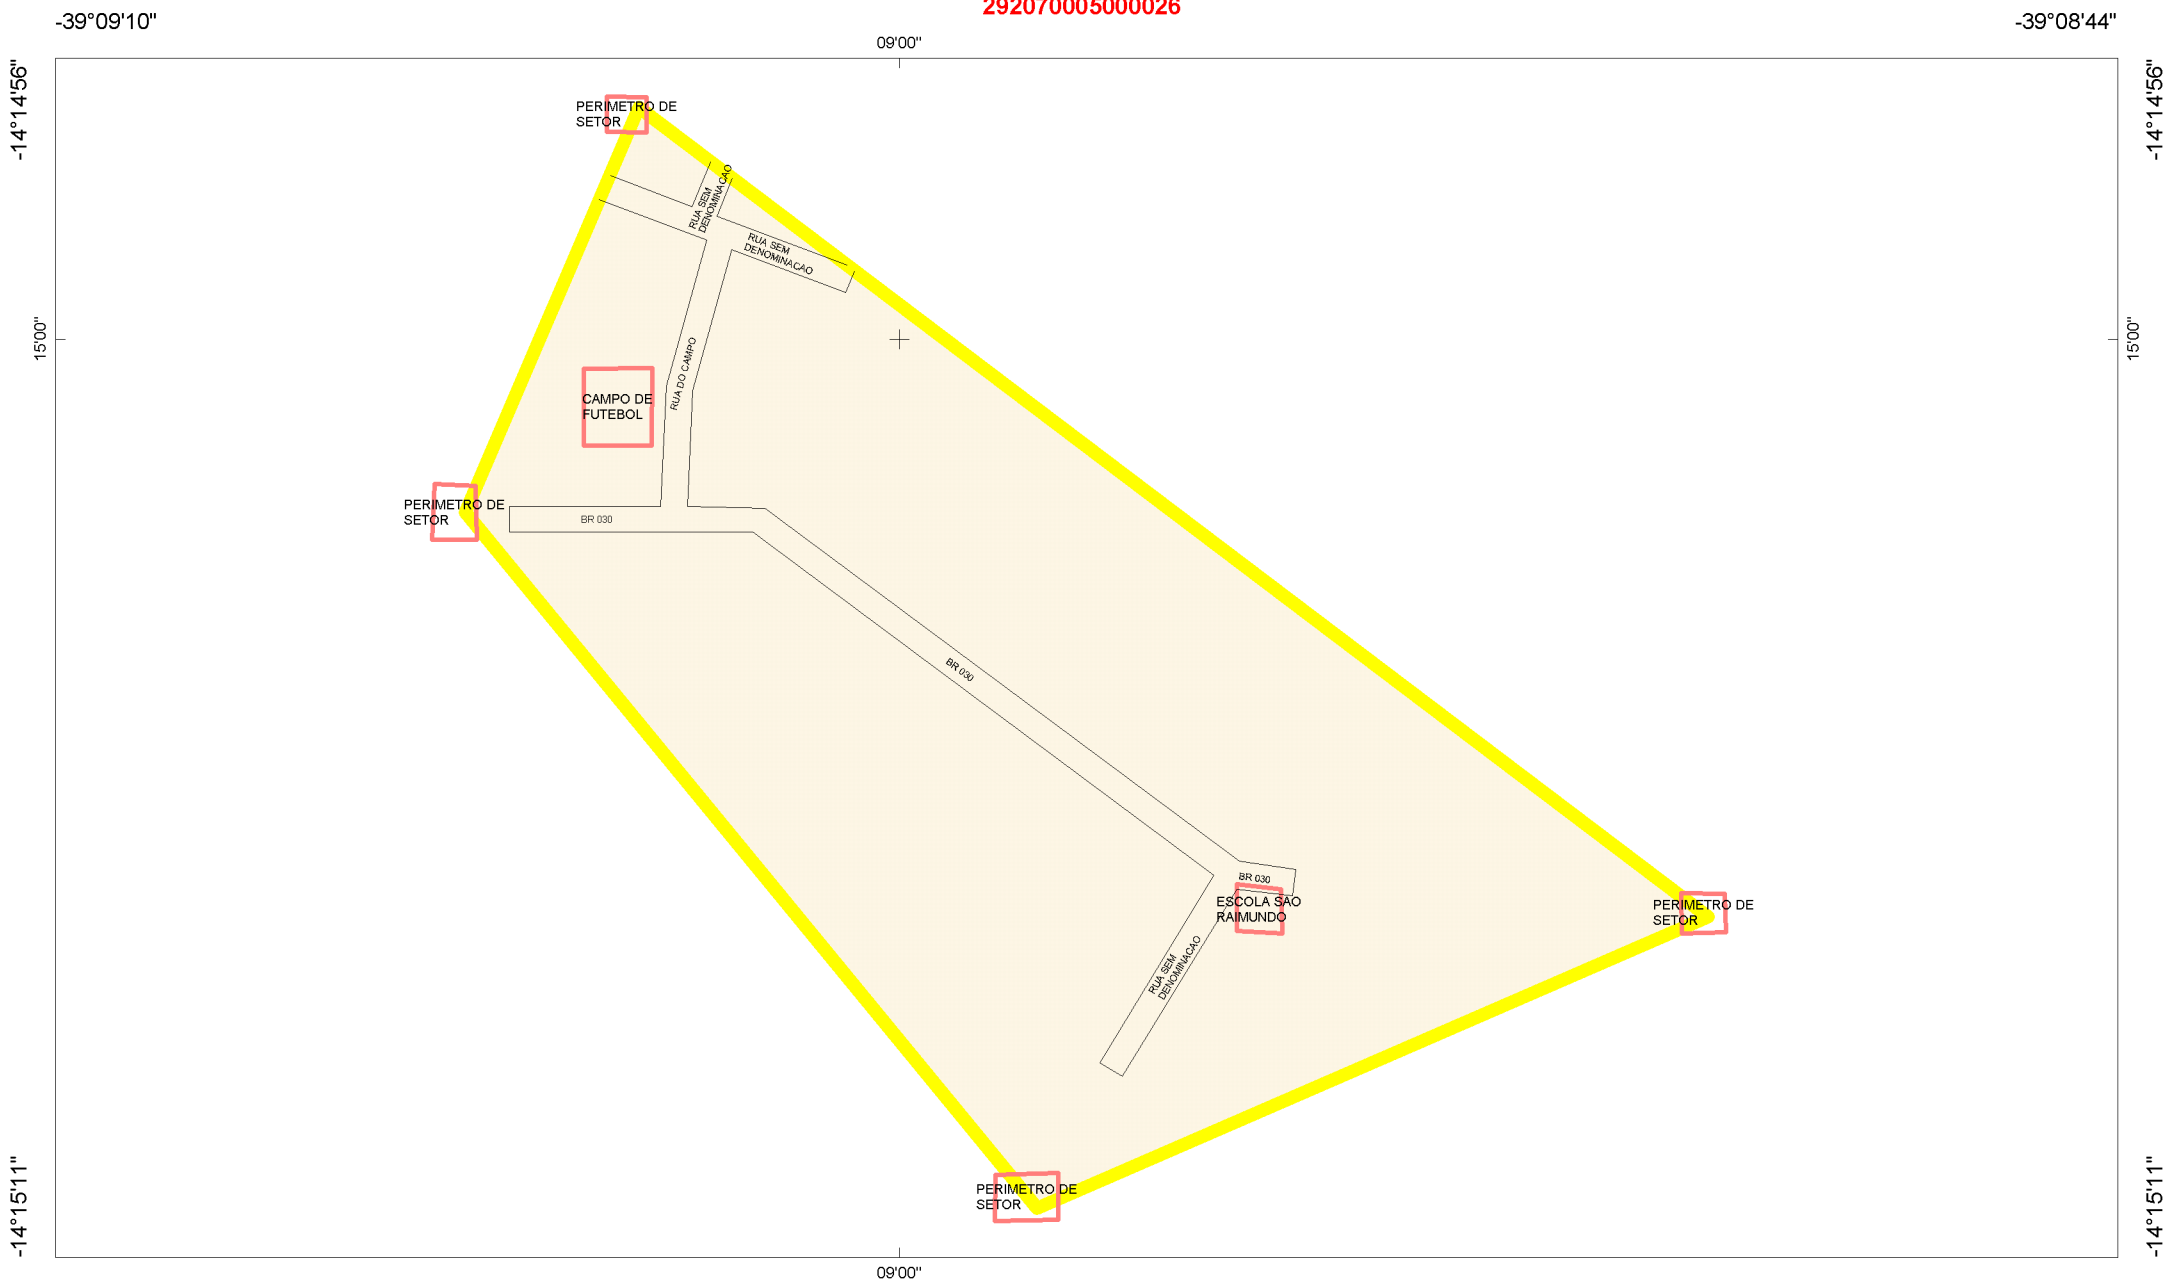 292070005000026
-39°09'10"
-39°08'44"
09'00"
-14°14'56"
-14°14'56"
PERIMETRO DE
SETOR
RUA SEM
DENOMINACAO
RUA SEM
DENOMINACAO
15'00"
15'00"
RUA DO CAMPO
CAMPO DE
FUTEBOL
PERIMETRO DE
SETOR
BR 030
BR 030
BR 030
ESCOLA SAO
RAIMUNDO
PERIMETRO DE
SETOR
RUA SEM
DENOMINACAO
PERIMETRO DE
SETOR
-14°15'11"
-14°15'11"
09'00"